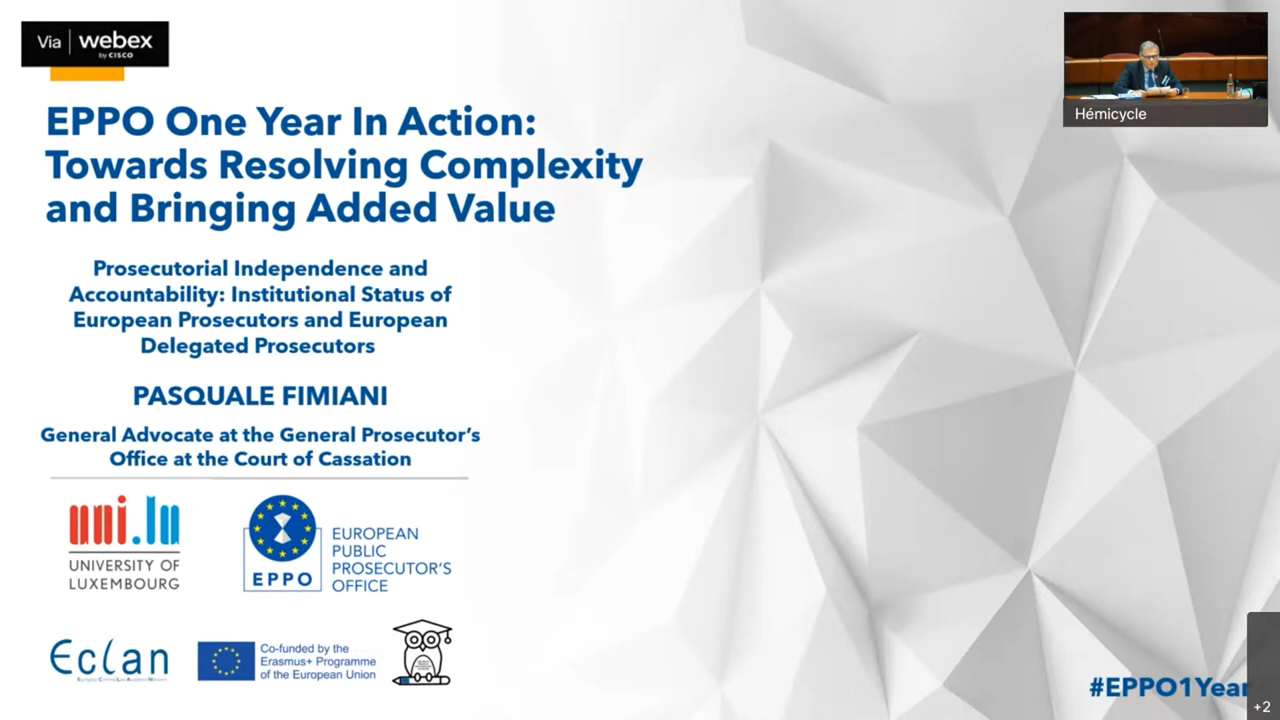 Via | webex
by CISCO
Hémicycle
EPPO One Year In Action:
Towards Resolving Complexity
and Bringing Added Value
Prosecutorial Independence and
Accountability: Institutional Status of
European Prosecutors and European
Delegated Prosecutors
PASQUALE FIMIANI
General Advocate at the General Prosecutor's
Office at the Court of Cassation
uni.lu
UNIVERSITY OF
LUXEMBOURG
EPPO
EUROPEAN
PUBLIC
PROSECUTOR'S
OFFICE
Eclan
Co-funded by the
Erasmus+ Programme
of the European Union
#EPPO1Year
+2